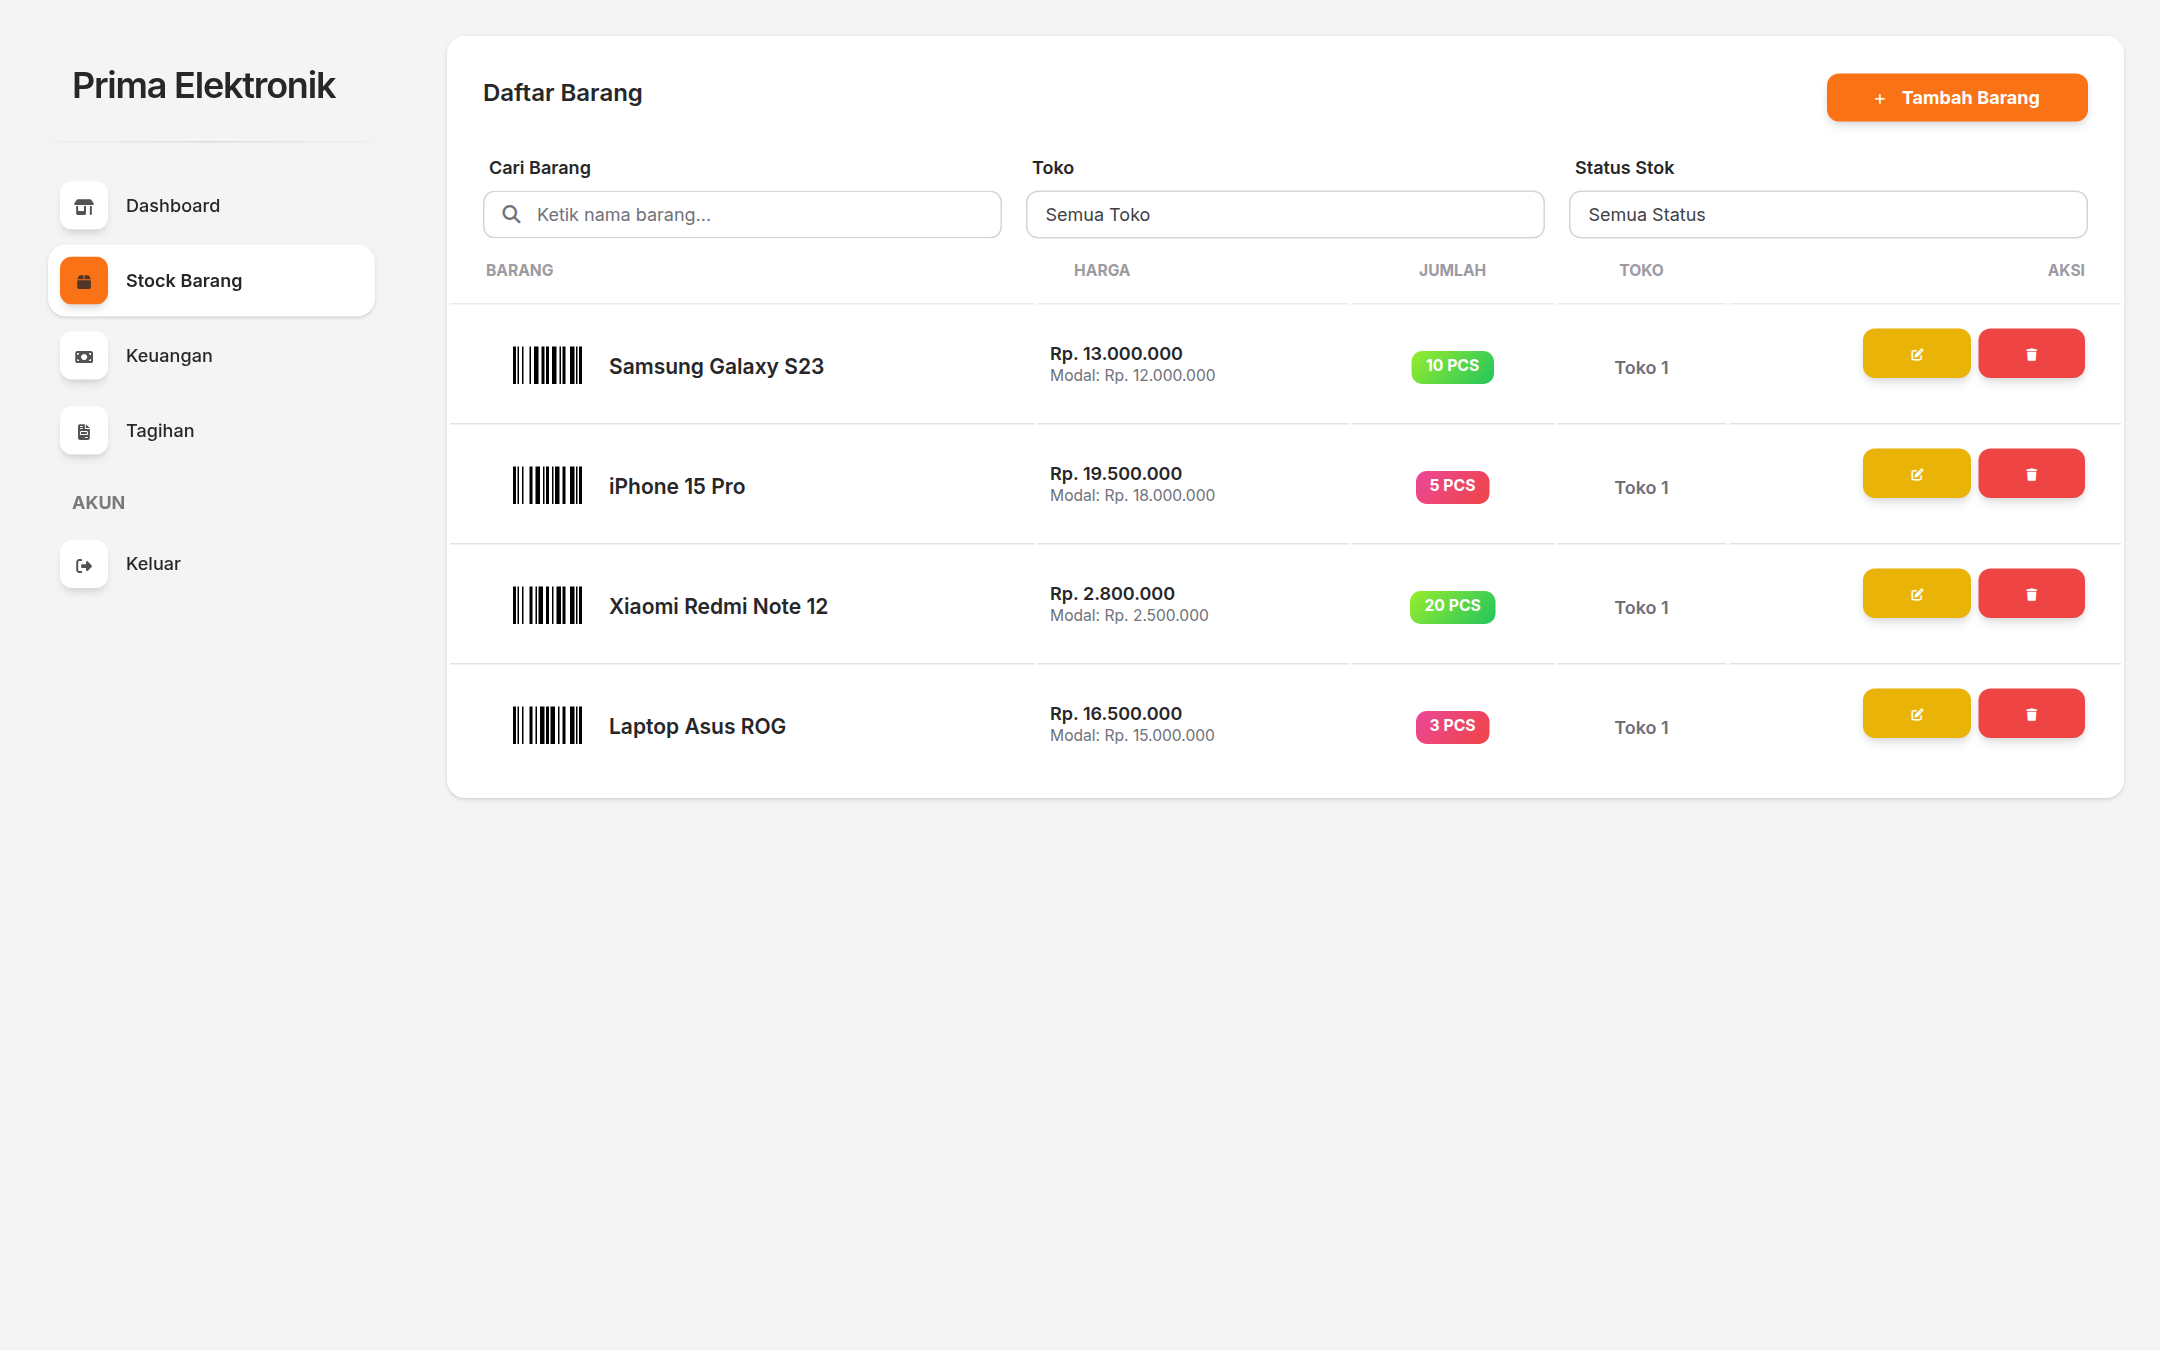 Prima Elektronik
Dashboard
Stock Barang
Keuangan
Tagihan
AKUN
Keluar
Daftar Barang
+ Tambah Barang
Cari Barang
Toko
Status Stok
Ketik nama barang...
Semua Toko
Semua Status
BARANG HARGA JUMLAH TOKO AKSI
Samsung Galaxy S23
Rp. 13.000.000
Modal: Rp. 12.000.000
10 PCS
Toko 1
iPhone 15 Pro
Rp. 19.500.000
Modal: Rp. 18.000.000
5 PCS
Toko 1
Xiaomi Redmi Note 12
Rp. 2.800.000
Modal: Rp. 2.500.000
20 PCS
Toko 1
Laptop Asus ROG
Rp. 16.500.000
Modal: Rp. 15.000.000
3 PCS
Toko 1